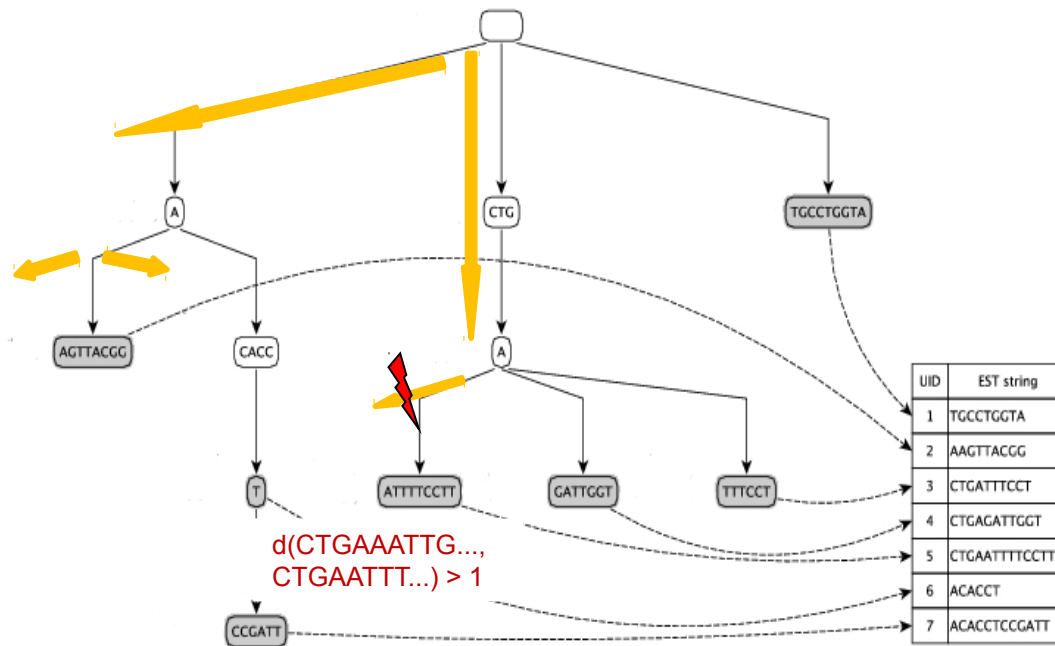 A
CTG
TGCCTGGTA
AGTTACGG
CACC
A
T
ATTTTCCTT
GATTGGT
TTTCCT
d(CTGAAATTG...,
CTGAATTT...) > 1
CCGATT
UID EST string
1 TGCCTGGTA
2 AAGTTACGG
3 CTGATTTCCT
4 CTGAGATTGGT
5 CTGAATTTTCCTT
6 ACACCT
7 ACACCTCCGATT